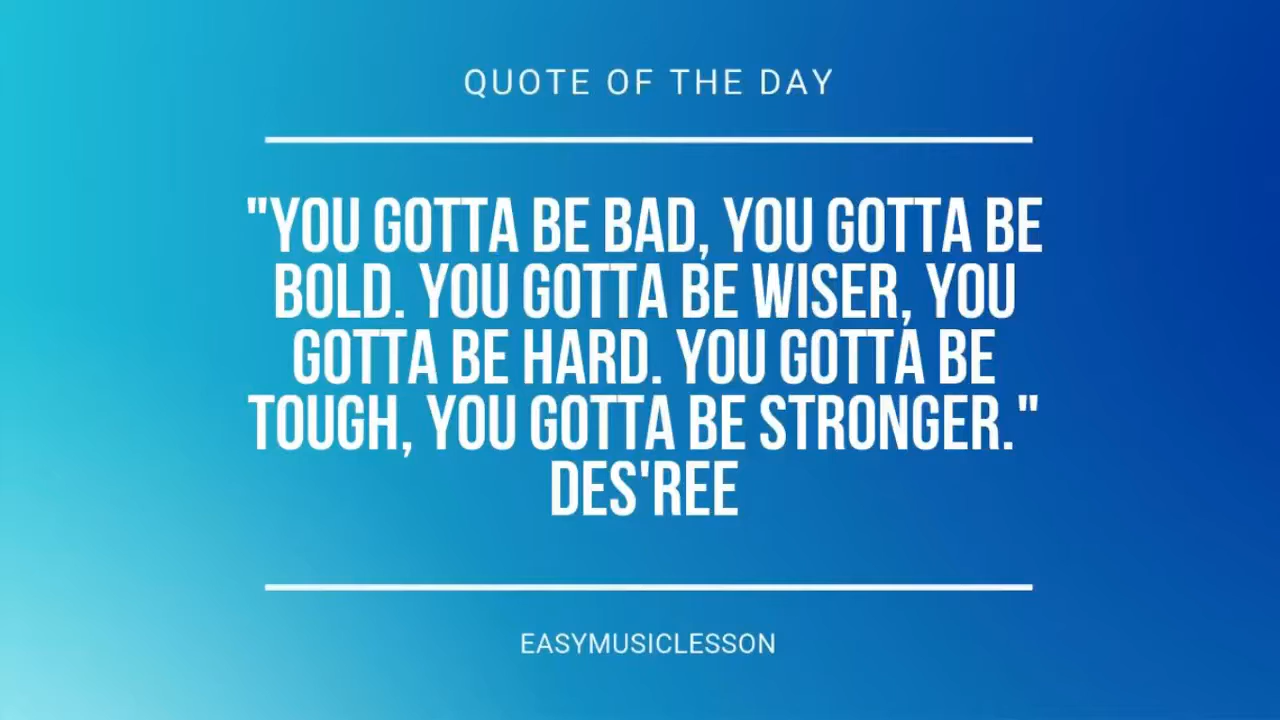 QUOTE OF THE DAY
"YOU GOTTA BE BAD, YOU GOTTA BE
BOLD. YOU GOTTA BE WISER, YOU
GOTTA BE HARD. YOU GOTTA BE
TOUGH, YOU GOTTA BE STRONGER."
DES'REE
EASYMUSICLESSON